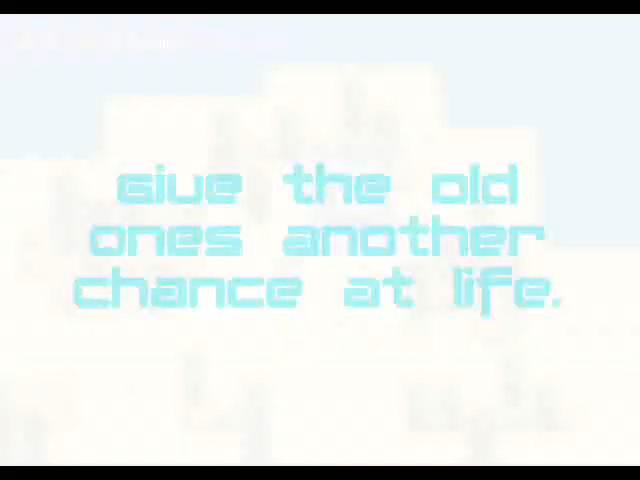 Give the old
ones another
chance at life.